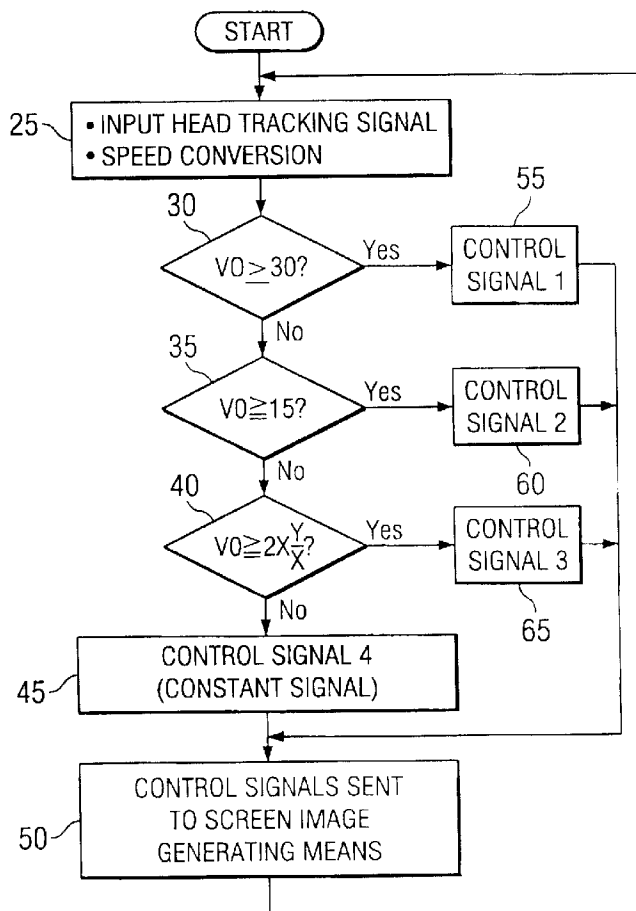 START
25
• INPUT HEAD TRACKING SIGNAL
• SPEED CONVERSION
30
V0≥30?
Yes
55
CONTROL
SIGNAL 1
No
35
V0≧15?
Yes
CONTROL
SIGNAL 2
60
No
40
V0≧2XY/X?
Yes
CONTROL
SIGNAL 3
65
No
45
CONTROL SIGNAL 4
(CONSTANT SIGNAL)
50
CONTROL SIGNALS SENT
TO SCREEN IMAGE
GENERATING MEANS